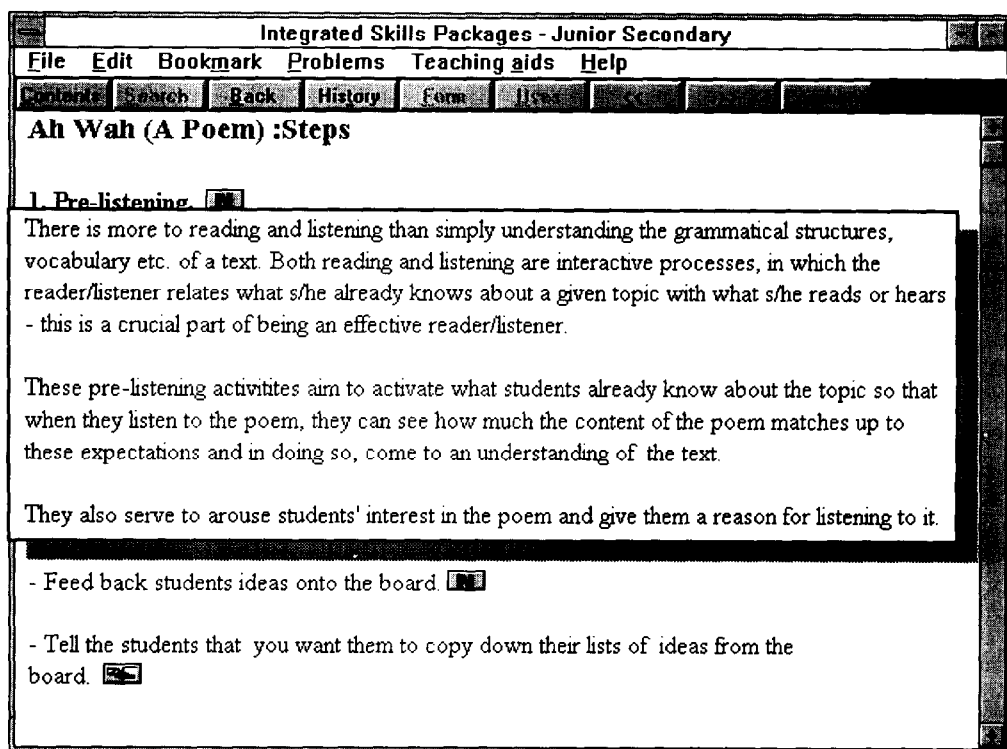 Integrated Skills Packages - Junior Secondary
File Edit Bookmark Problems Teaching aids Help
Contents Search Back History Form
Ah Wah (A Poem) :Steps
1. Pre-listening. N
There is more to reading and listening than simply understanding the grammatical structures,
vocabulary etc. of a text. Both reading and listening are interactive processes, in which the
reader/listener relates what s/he already knows about a given topic with what s/he reads or hears
- this is a crucial part of being an effective reader/listener.
These pre-listening activitites aim to activate what students already know about the topic so that
when they listen to the poem, they can see how much the content of the poem matches up to
these expectations and in doing so, come to an understanding of the text.
They also serve to arouse students' interest in the poem and give them a reason for listening to it.
- Feed back students ideas onto the board. N
- Tell the students that you want them to copy down their lists of ideas from the
board.